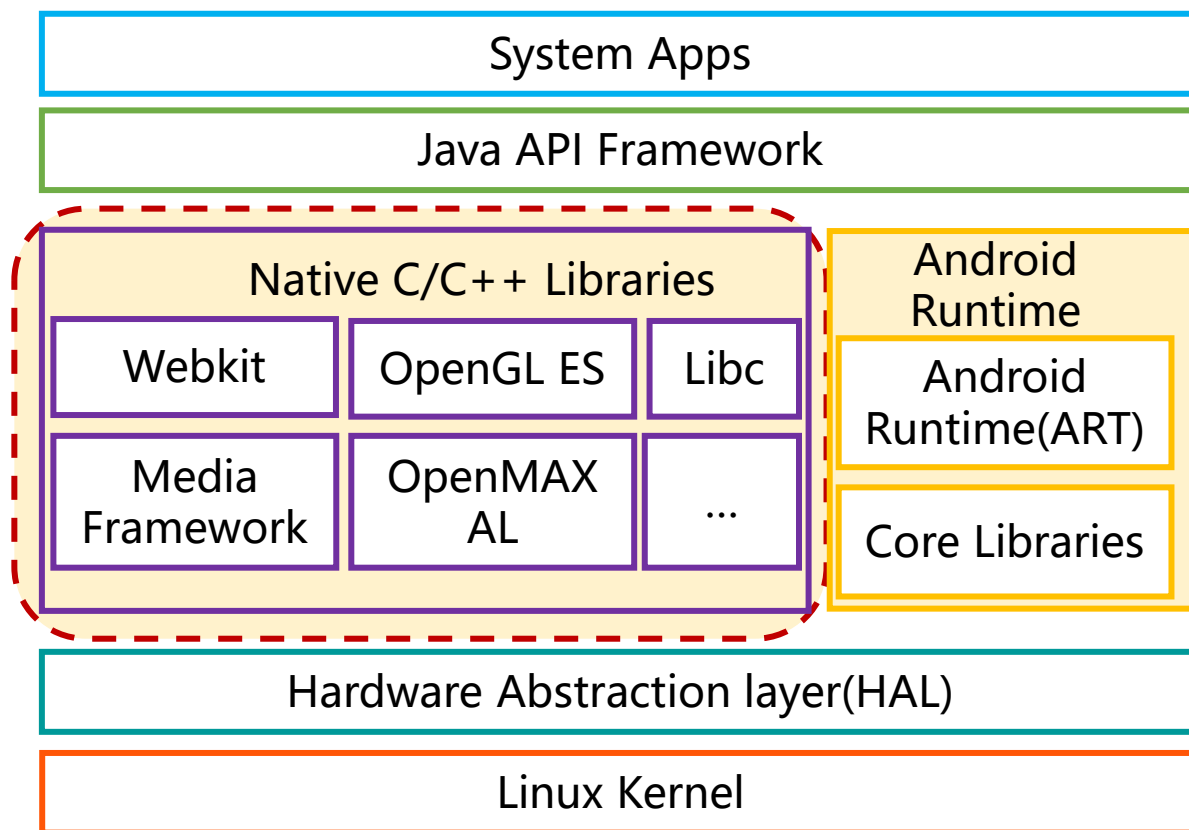 System Apps
Java API Framework
Native C/C++ Libraries
Webkit
OpenGL ES
Libc
Media
Framework
OpenMAX
AL
...
Android
Runtime
Android
Runtime(ART)
Core Libraries
Hardware Abstraction layer(HAL)
Linux Kernel